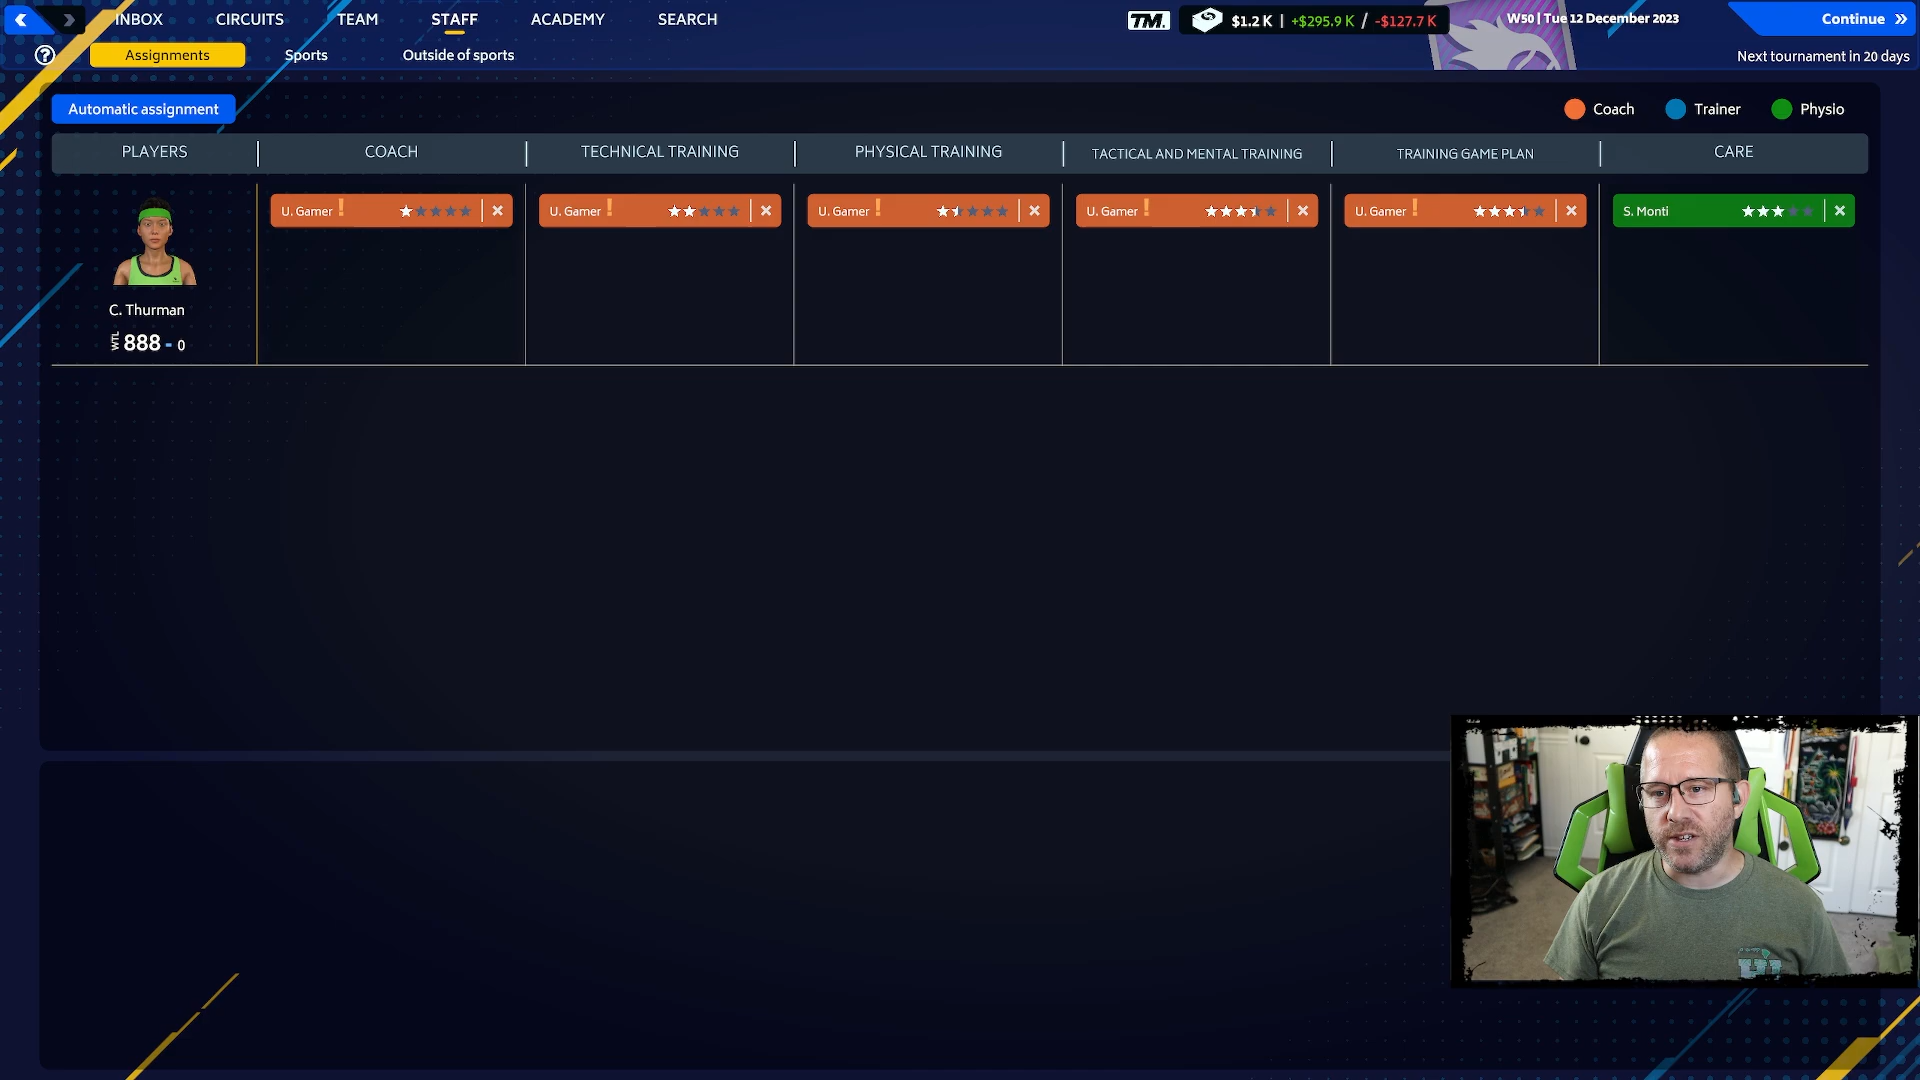 INBOX CIRCUITS TEAM STAFF ACADEMY SEARCH
TM. $1.2 K | +$295.9 K / -$127.7 K
W50 | Tue 12 December 2023
Continue
Assignments Sports Outside of sports
Next tournament in 20 days
Automatic assignment
Coach Trainer Physio
PLAYERS COACH TECHNICAL TRAINING PHYSICAL TRAINING TACTICAL AND MENTAL TRAINING TRAINING GAME PLAN CARE
U. Gamer ! U. Gamer ! U. Gamer ! U. Gamer ! U. Gamer ! S. Monti
C. Thurman
WTL 888 - 0